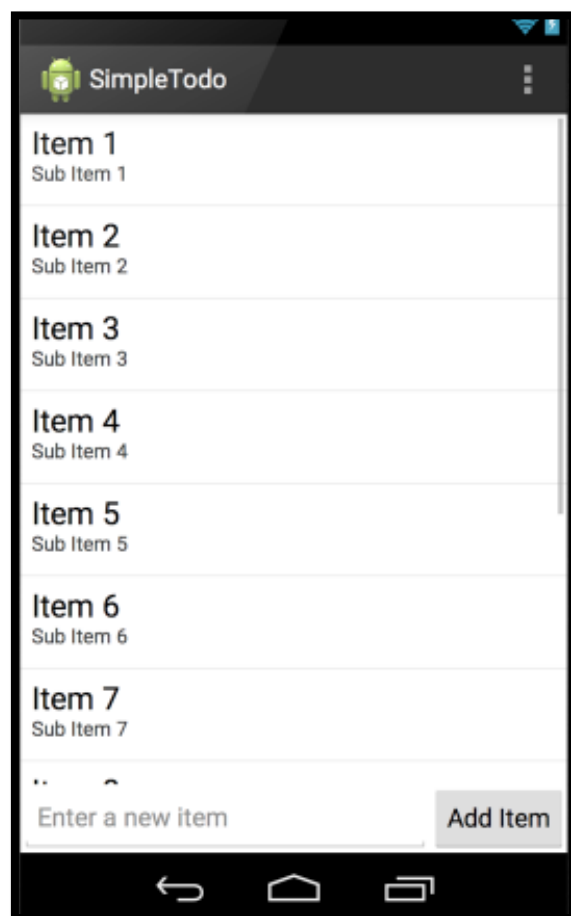 SimpleTodo
Item 1
Sub Item 1
Item 2
Sub Item 2
Item 3
Sub Item 3
Item 4
Sub Item 4
Item 5
Sub Item 5
Item 6
Sub Item 6
Item 7
Sub Item 7
Enter a new item
Add Item